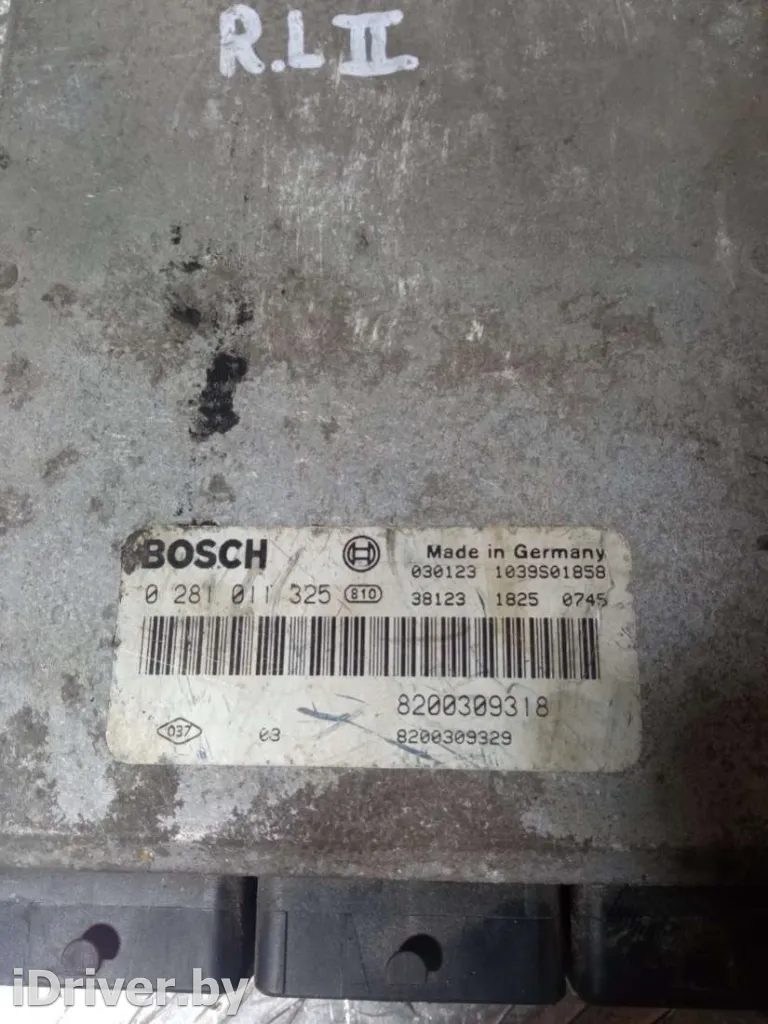 R.L II
BOSCH
Made in Germany
030123 1039S01858
0 281 011 325 810
38123 1825 0745
8200309318
037 03 8200309329
iDriver.by